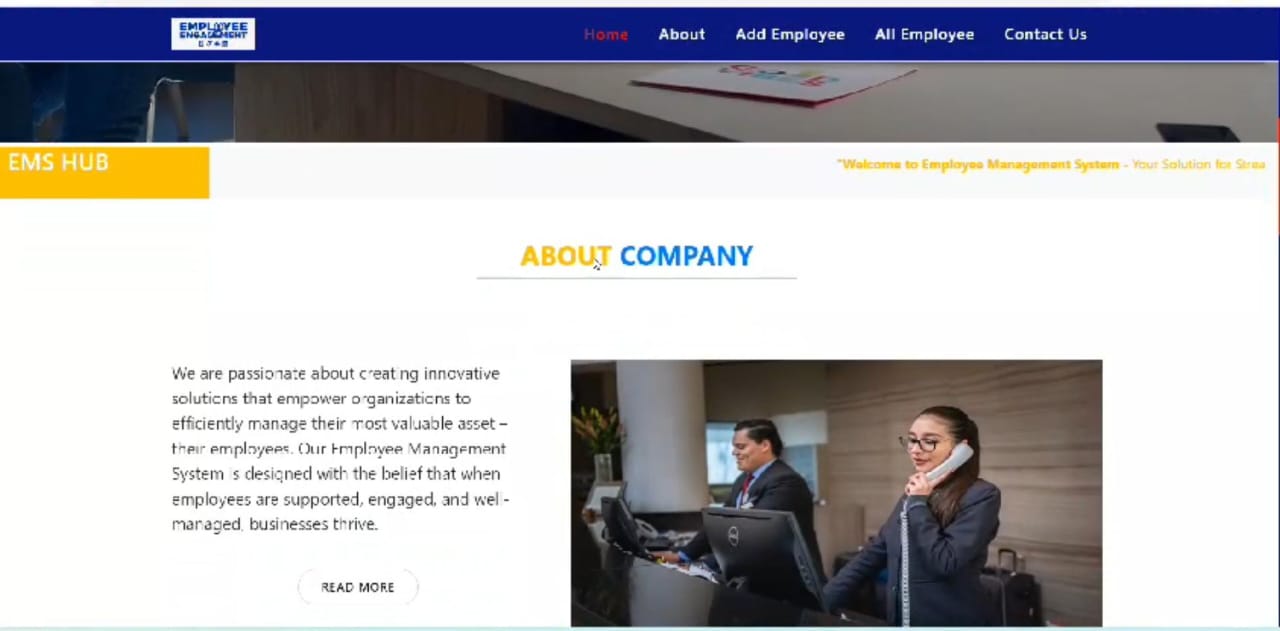 EMPLOYEE
ENGAGEMENT
Home About Add Employee All Employee Contact Us
EMS HUB
"Welcome to Employee Management System - Your Solution for Strea
ABOUT COMPANY
We are passionate about creating innovative
solutions that empower organizations to
efficiently manage their most valuable asset –
their employees. Our Employee Management
System is designed with the belief that when
employees are supported, engaged, and well-
managed, businesses thrive.
READ MORE
DELL